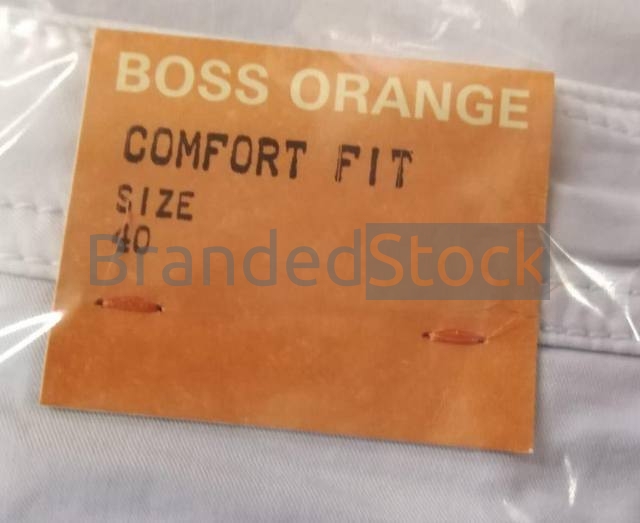 BOSS ORANGE
COMFORT FIT
SIZE
40
BrandedStock